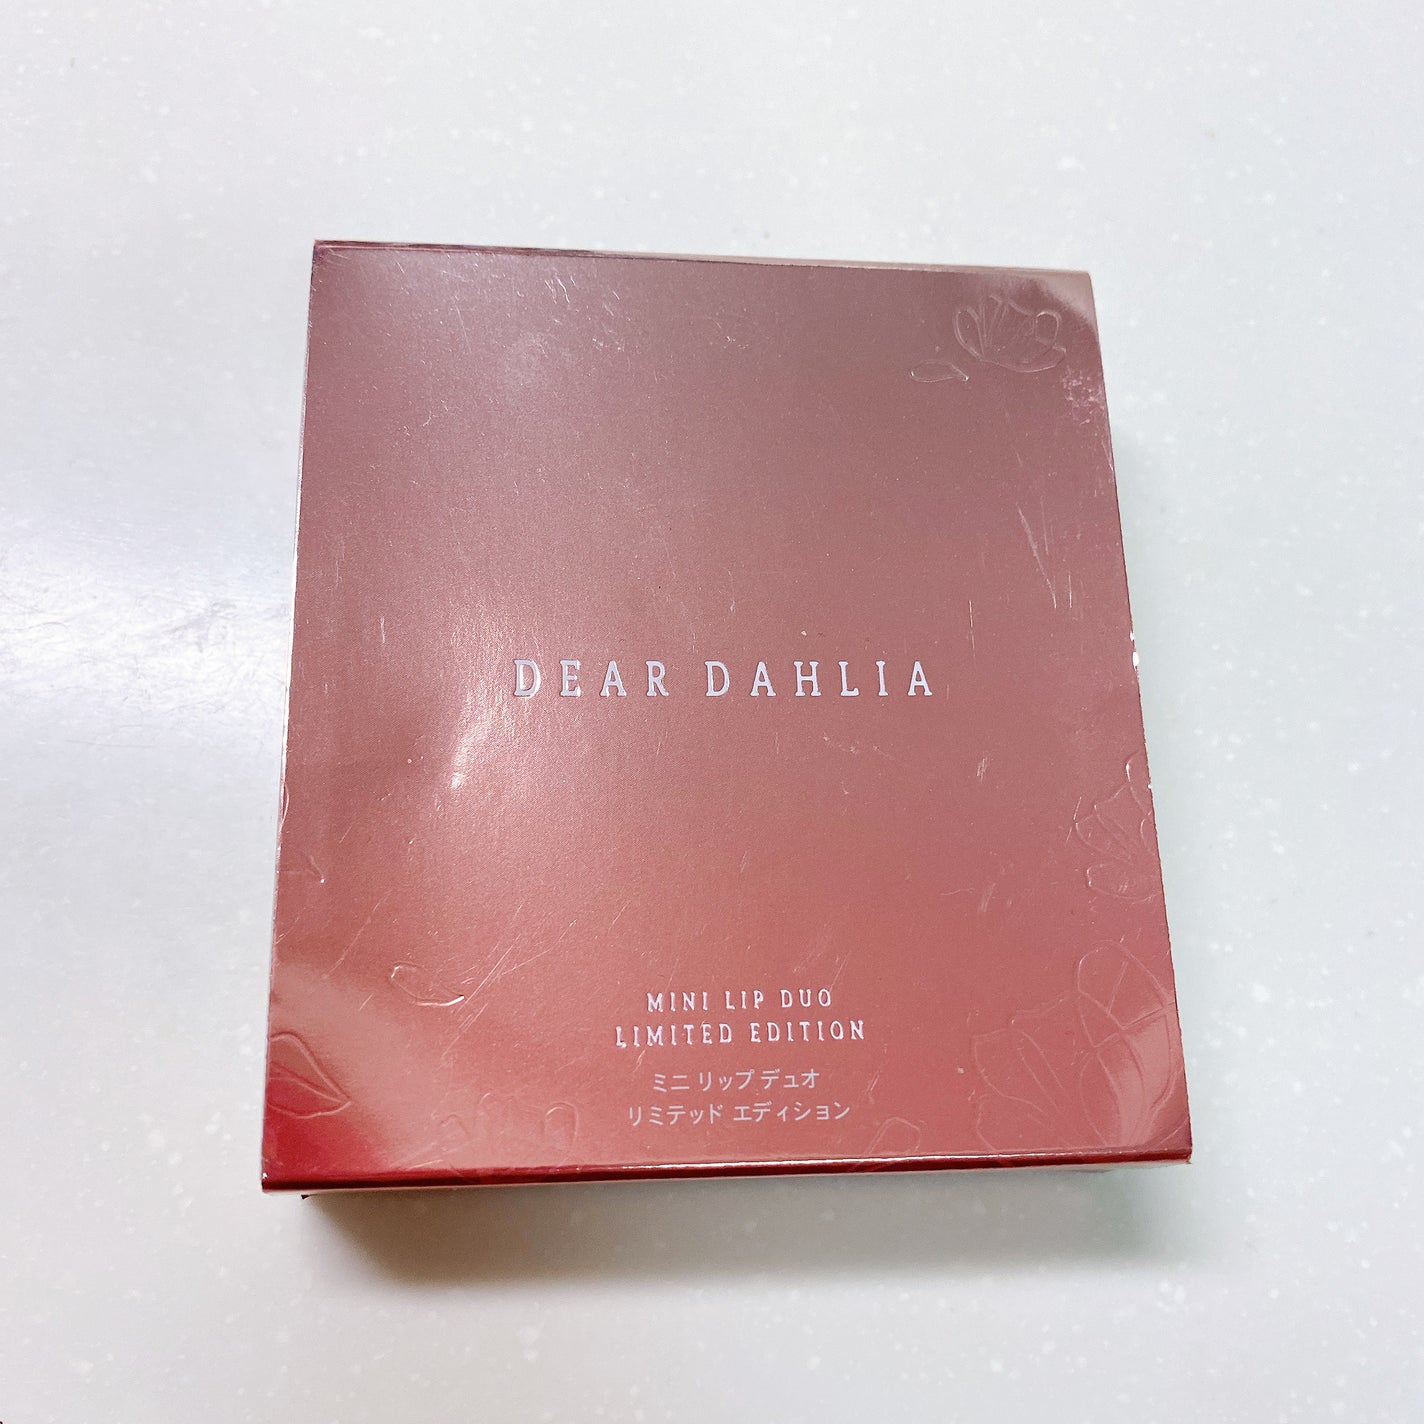 DEAR DAHLIA
MINI LIP DUO
LIMITED EDITION
ミニ リップ デュオ
リミテッド エディション